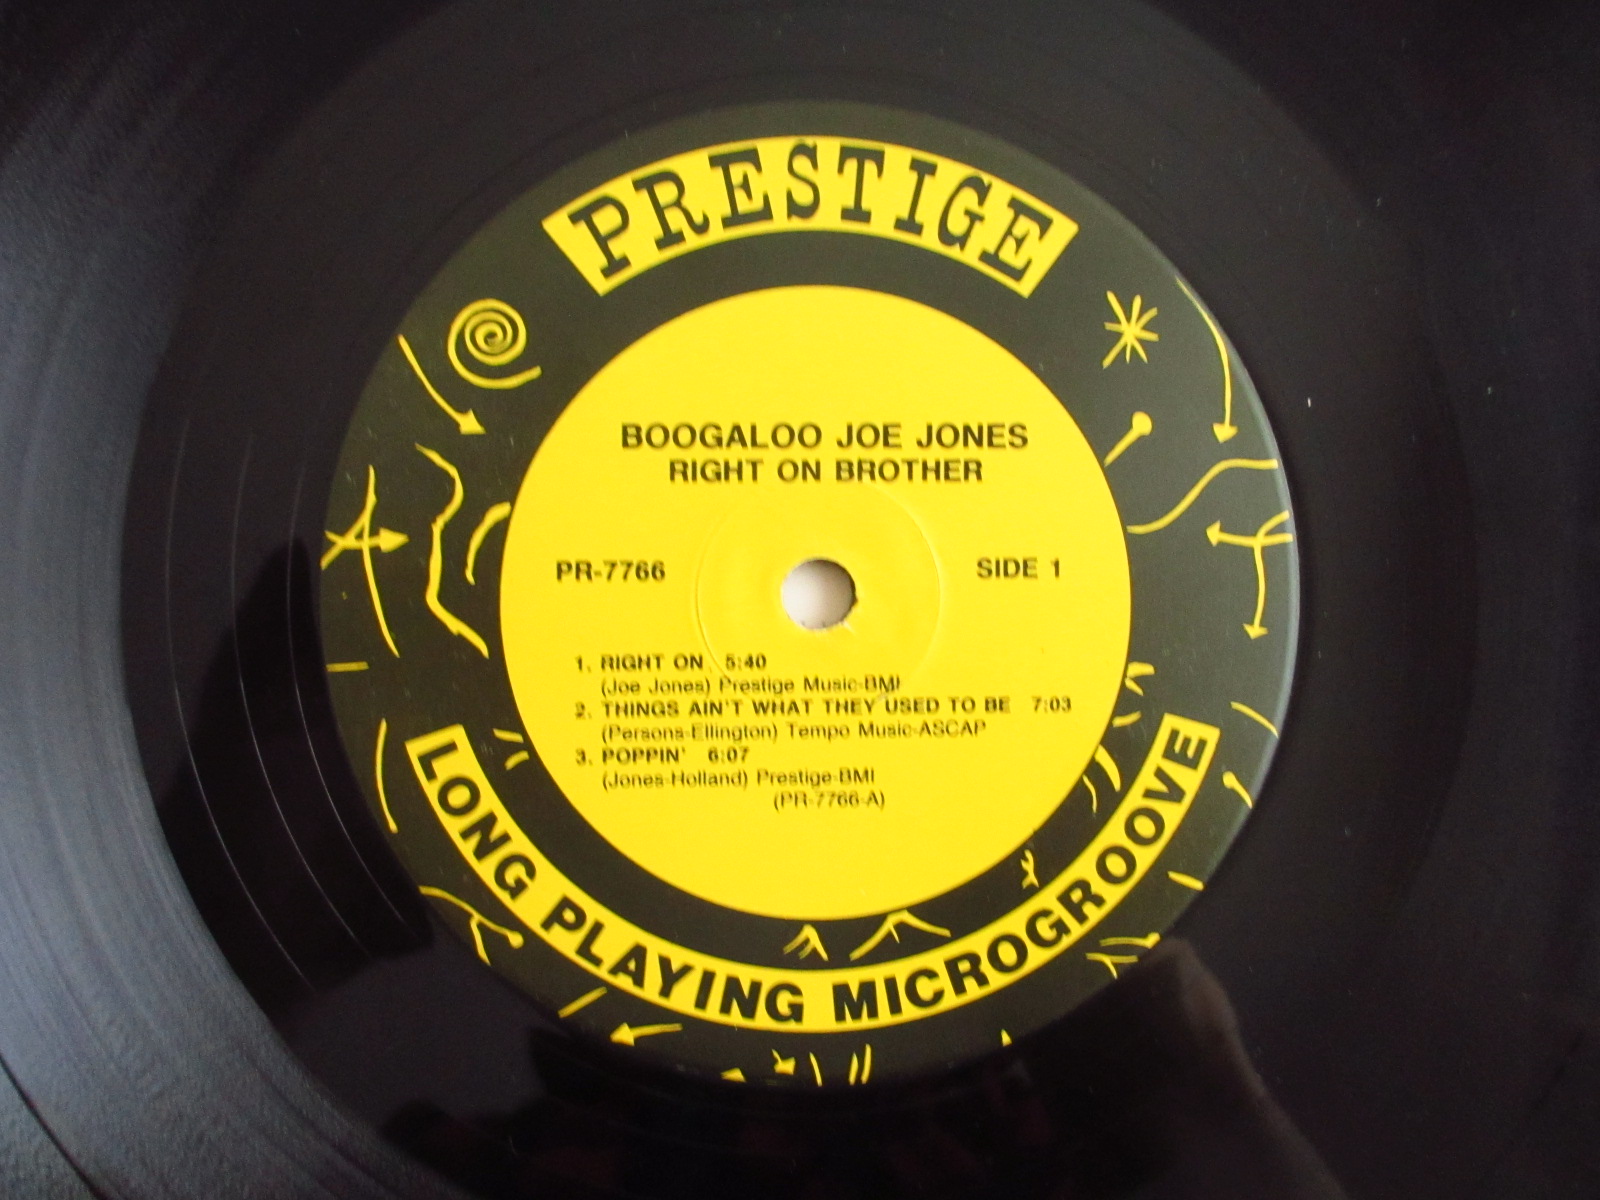 PRESTIGE
BOOGALOO JOE JONES
RIGHT ON BROTHER
PR-7766
SIDE 1
1. RIGHT ON 5:40
(Joe Jones) Prestige Music-BMI
2. THINGS AIN'T WHAT THEY USED TO BE 7:03
(Persons-Ellington) Tempo Music-ASCAP
3. POPPIN' 6:07
(Jones-Holland) Prestige-BMI
(PR-7766-A)
LONG PLAYING MICROGROOVE